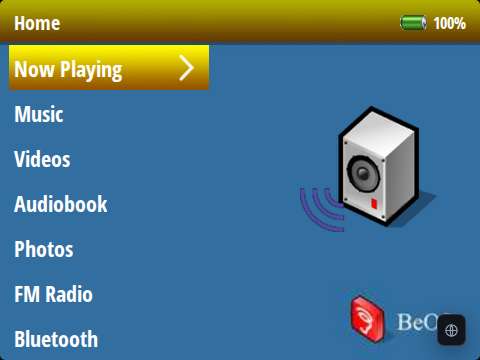 Home
100%
Now Playing
Music
Videos
Audiobook
Photos
FM Radio
Bluetooth